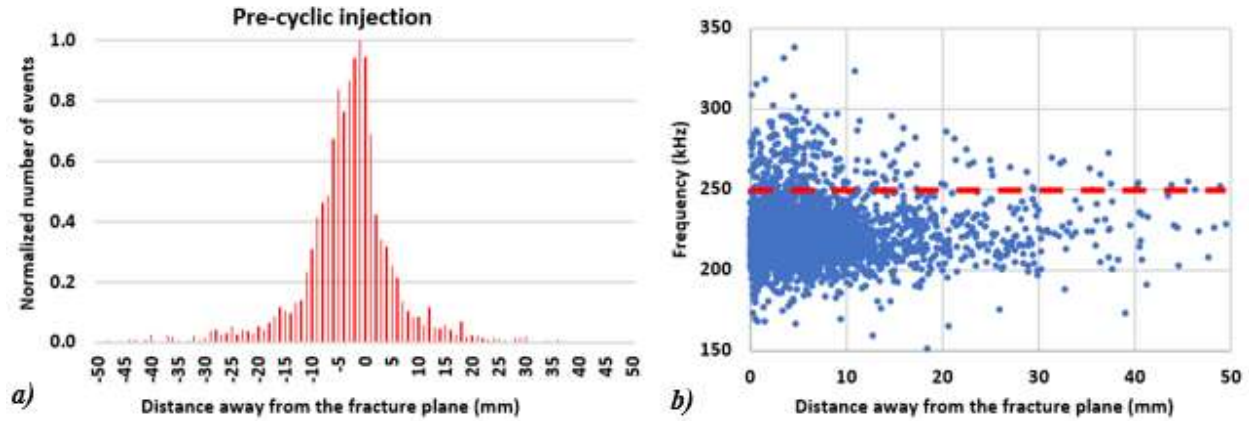 Pre-cyclic injection
Normalized number of events
1.0
0.8
0.6
0.4
0.2
0.0
-50 -45 -40 -35 -30 -25 -20 -15 -10 -5 0 5 10 15 20 25 30 35 40 45 50
a)
Distance away from the fracture plane (mm)
Frequency (kHz)
350
300
250
200
150
0 10 20 30 40 50
b)
Distance away from the fracture plane (mm)